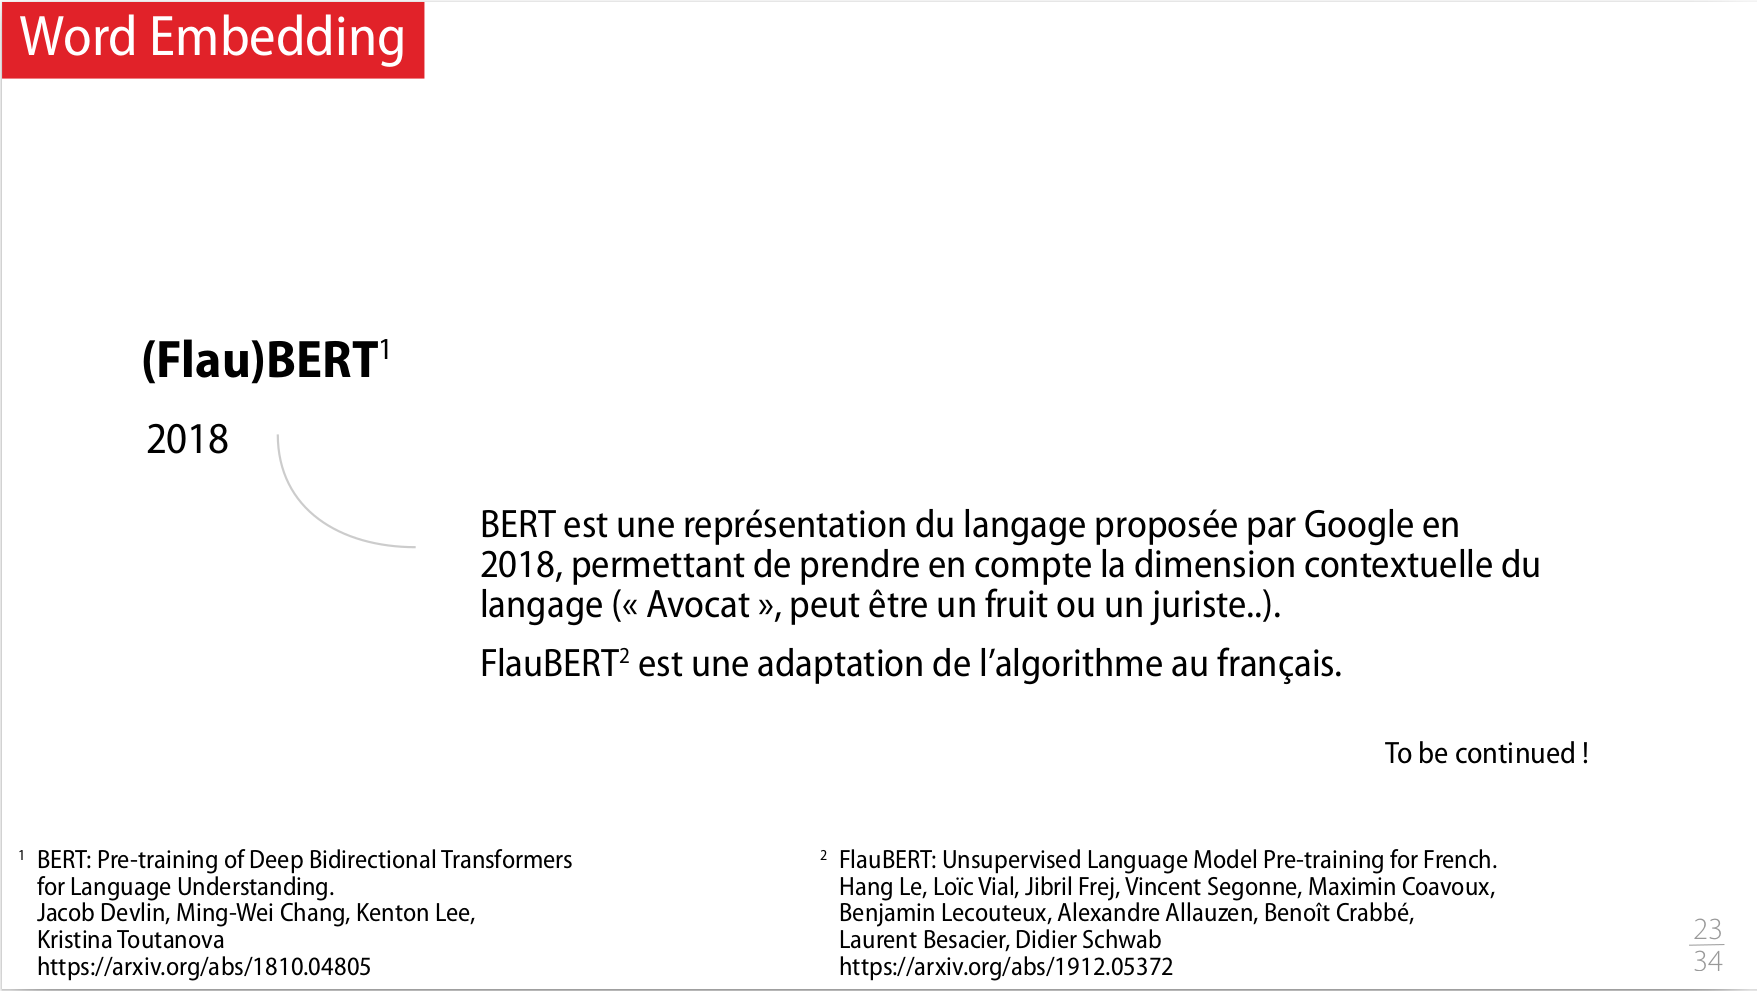 Word Embedding
(Flau)BERT¹
2018
BERT est une représentation du langage proposée par Google en
2018, permettant de prendre en compte la dimension contextuelle du
langage (« Avocat », peut être un fruit ou un juriste..).
FlauBERT² est une adaptation de l’algorithme au français.
To be continued !
¹ BERT: Pre-training of Deep Bidirectional Transformers
for Language Understanding.
Jacob Devlin, Ming-Wei Chang, Kenton Lee,
Kristina Toutanova
https://arxiv.org/abs/1810.04805
² FlauBERT: Unsupervised Language Model Pre-training for French.
Hang Le, Loïc Vial, Jibril Frej, Vincent Segonne, Maximin Coavoux,
Benjamin Lecouteux, Alexandre Allauzen, Benoît Crabbé,
Laurent Besacier, Didier Schwab
https://arxiv.org/abs/1912.05372
23
34